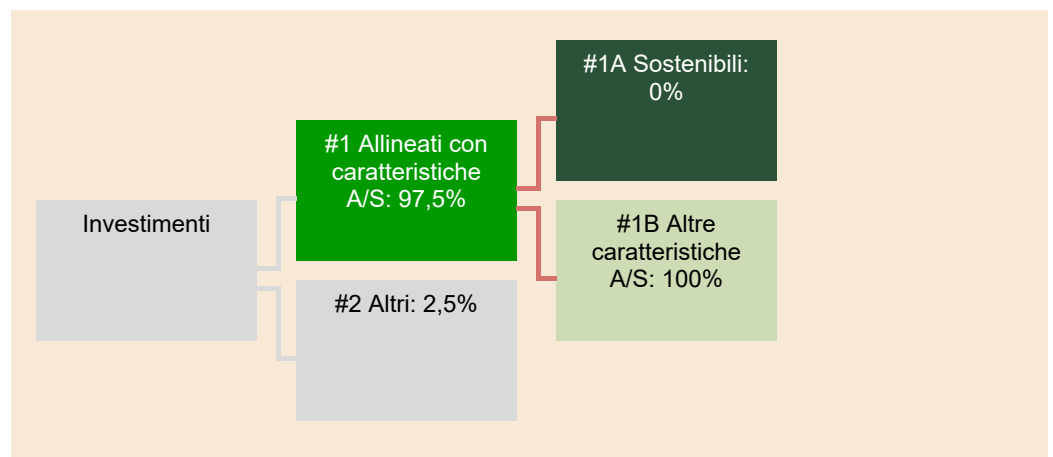 Investimenti
#1 Allineati con
caratteristiche
A/S: 97,5%
#2 Altri: 2,5%
#1A Sostenibili:
0%
#1B Altre
caratteristiche
A/S: 100%